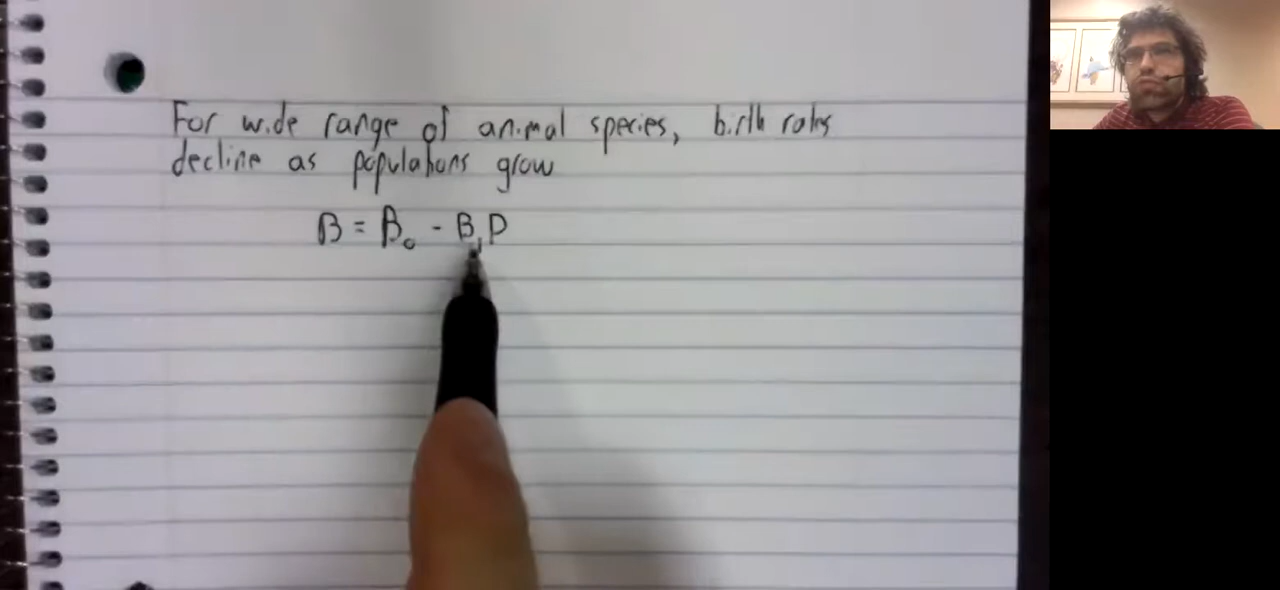 For wide range of animal species, birth rates
decline as populations grow
B = B₀ - B₁P